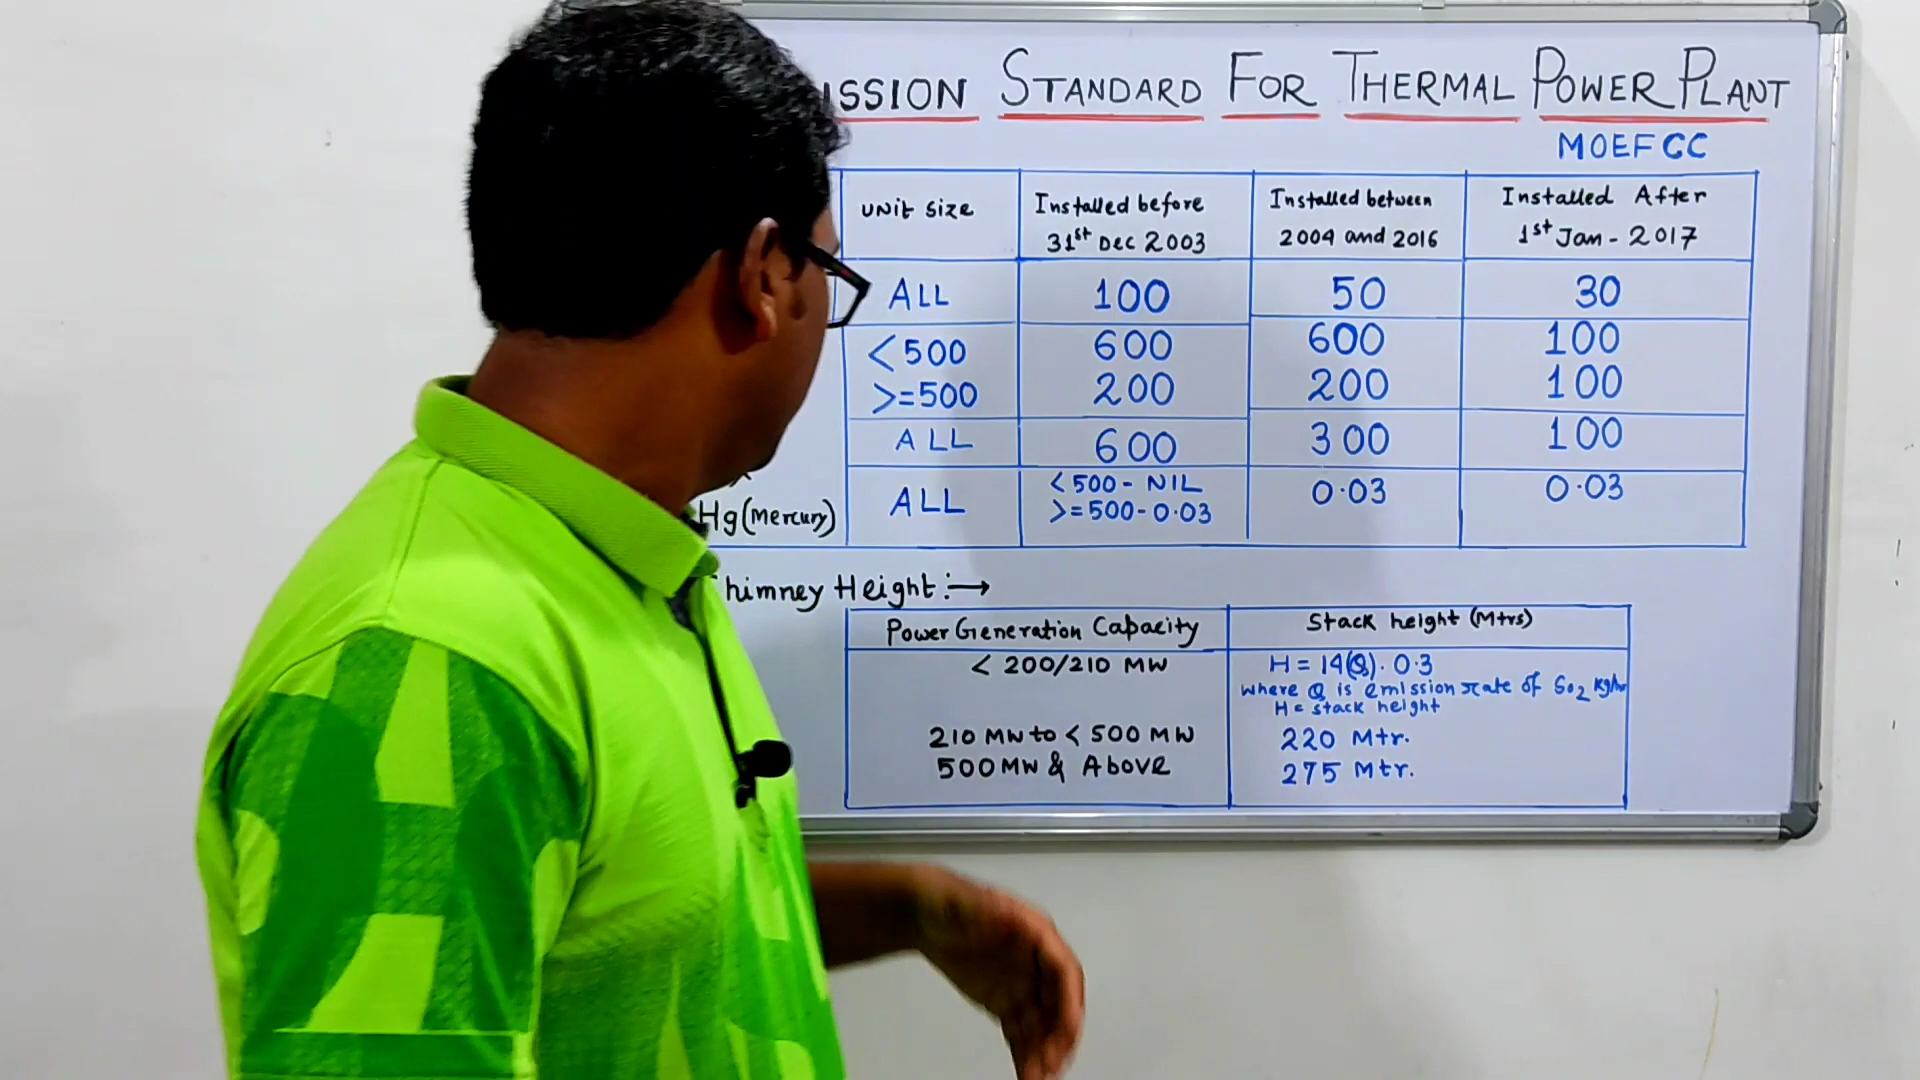 ISSION STANDARD FOR THERMAL POWER PLANT
MOEFCC
UNit Size
Installed before
31st Dec 2003
Installed between
2004 and 2016
Installed After
1st Jan - 2017
ALL 100 50 30
<500 600 600 100
>=500 200 200 100
ALL 600 300 100
Hg(Mercury) ALL
<500 - NIL
>=500 - 0.03
0.03 0.03
himney Height :→
Power Generation Capacity Stack height (Mtrs)
< 200/210 MW H = 14(Q). 0.3
where Q is emission rate of SO2 kg/hr
H = stack height
210 MW to < 500 MW 220 Mtr.
500 MW & Above 275 Mtr.